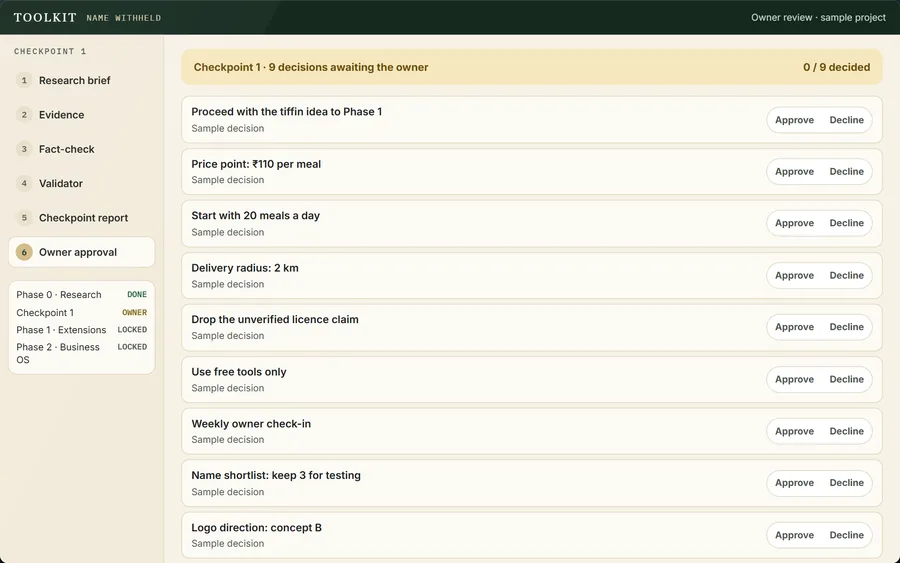 TOOLKIT NAME WITHHELD
Owner review · sample project
CHECKPOINT 1
1 Research brief
2 Evidence
3 Fact-check
4 Validator
5 Checkpoint report
6 Owner approval
Phase 0 · Research DONE
Checkpoint 1 OWNER
Phase 1 · Extensions LOCKED
Phase 2 · Business LOCKED
OS
Checkpoint 1 · 9 decisions awaiting the owner 0 / 9 decided
Proceed with the tiffin idea to Phase 1
Sample decision
Approve Decline
Price point: ₹110 per meal
Sample decision
Approve Decline
Start with 20 meals a day
Sample decision
Approve Decline
Delivery radius: 2 km
Sample decision
Approve Decline
Drop the unverified licence claim
Sample decision
Approve Decline
Use free tools only
Sample decision
Approve Decline
Weekly owner check-in
Sample decision
Approve Decline
Name shortlist: keep 3 for testing
Sample decision
Approve Decline
Logo direction: concept B
Sample decision
Approve Decline